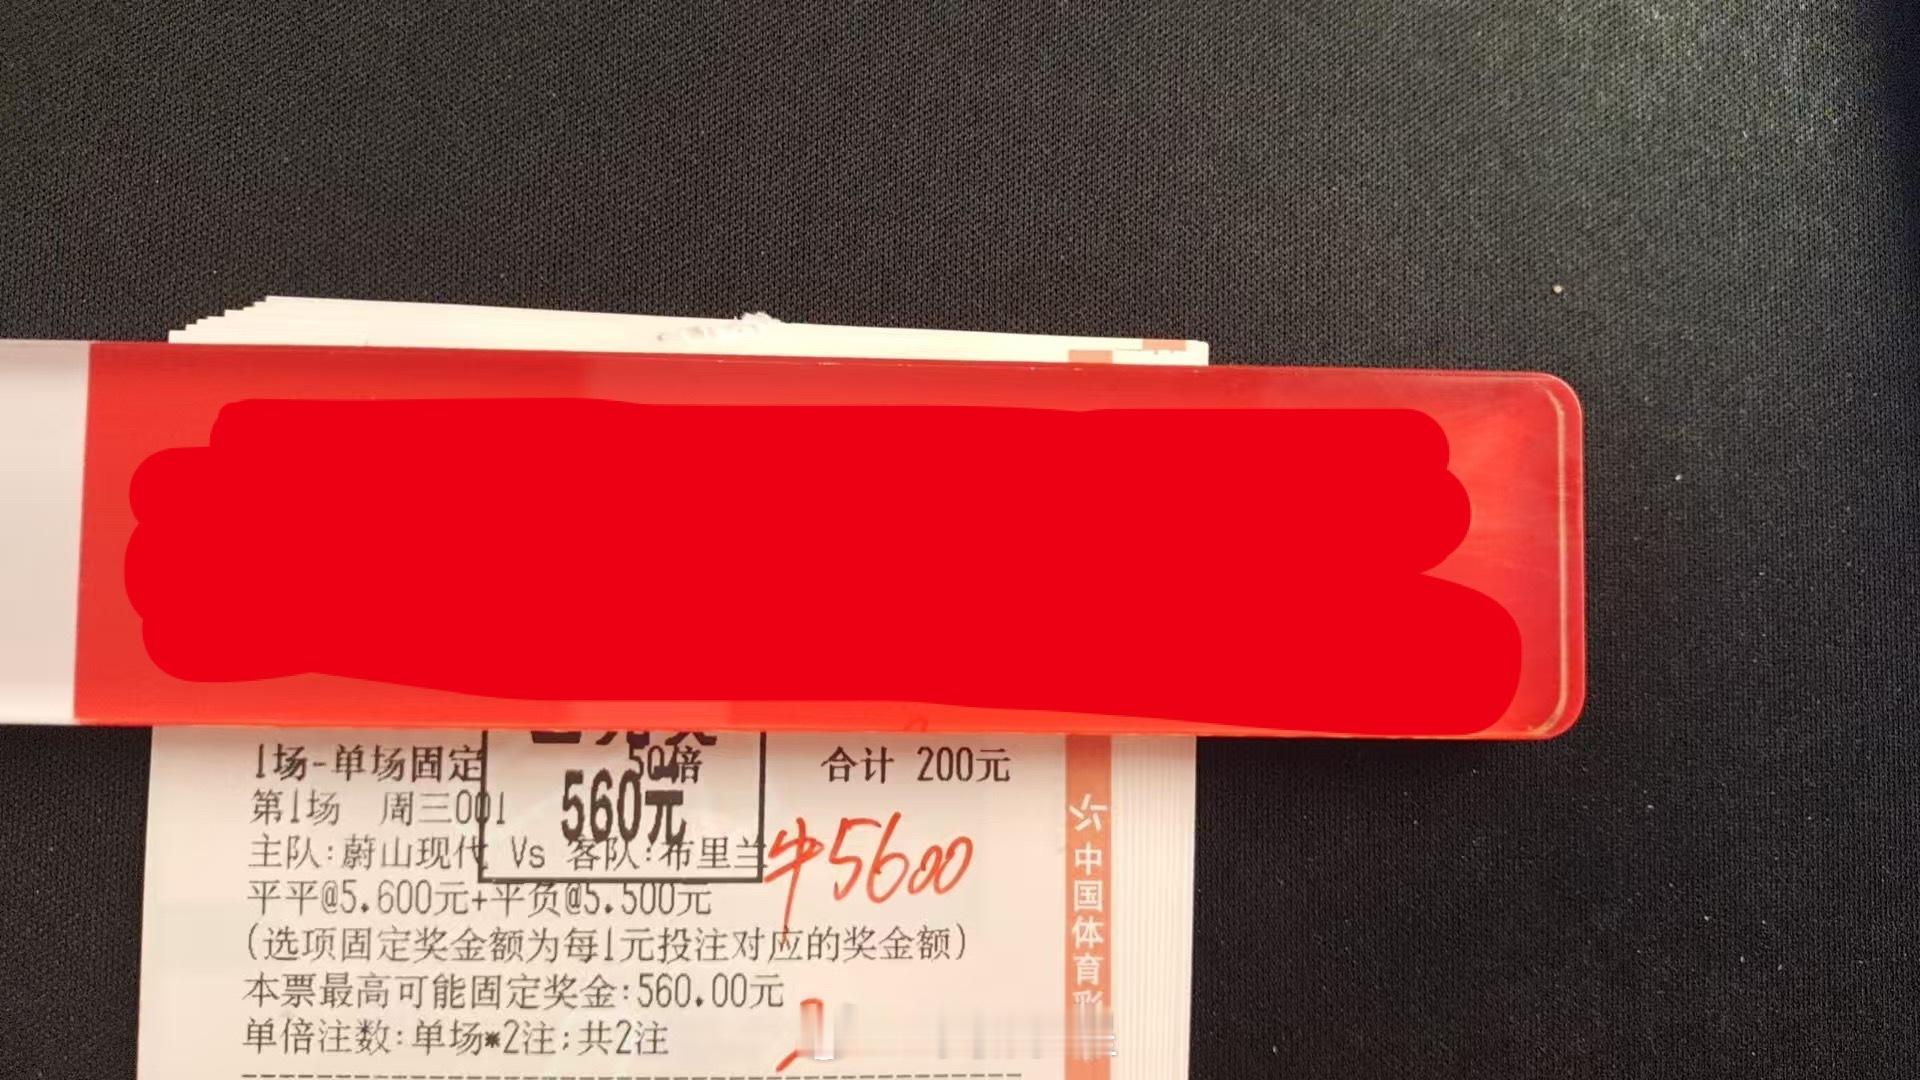 1场-单场固定 50倍 合计 200元
560元
第1场 周三001
主队:蔚山现代 Vs 客队:布里兰
中5600
平平@5.600元+平负@5.500元
(选项固定奖金额为每1元投注对应的奖金额)
本票最高可能固定奖金:560.00元
单倍注数:单场*2注;共2注
中国体育彩